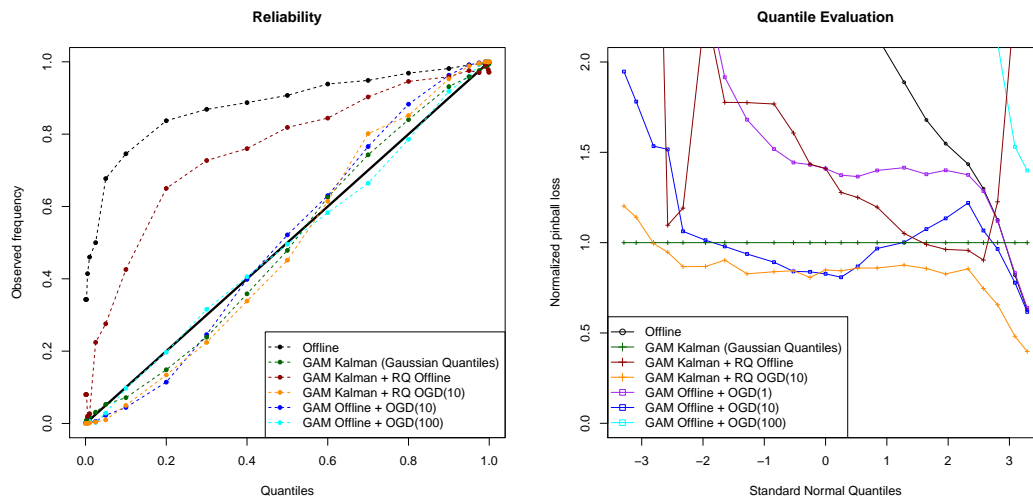 Reliability
Observed frequency
1.0
0.8
0.6
0.4
0.2
0.0
Offline
GAM Kalman (Gaussian Quantiles)
GAM Kalman + RQ Offline
GAM Kalman + RQ OGD(10)
GAM Offline + OGD(10)
GAM Offline + OGD(100)
0.0 0.2 0.4 0.6 0.8 1.0
Quantiles
Quantile Evaluation
Normalized pinball loss
2.0
1.5
1.0
0.5
0.0
Offline
GAM Kalman (Gaussian Quantiles)
GAM Kalman + RQ Offline
GAM Kalman + RQ OGD(10)
GAM Offline + OGD(1)
GAM Offline + OGD(10)
GAM Offline + OGD(100)
−3 −2 −1 0 1 2 3
Standard Normal Quantiles